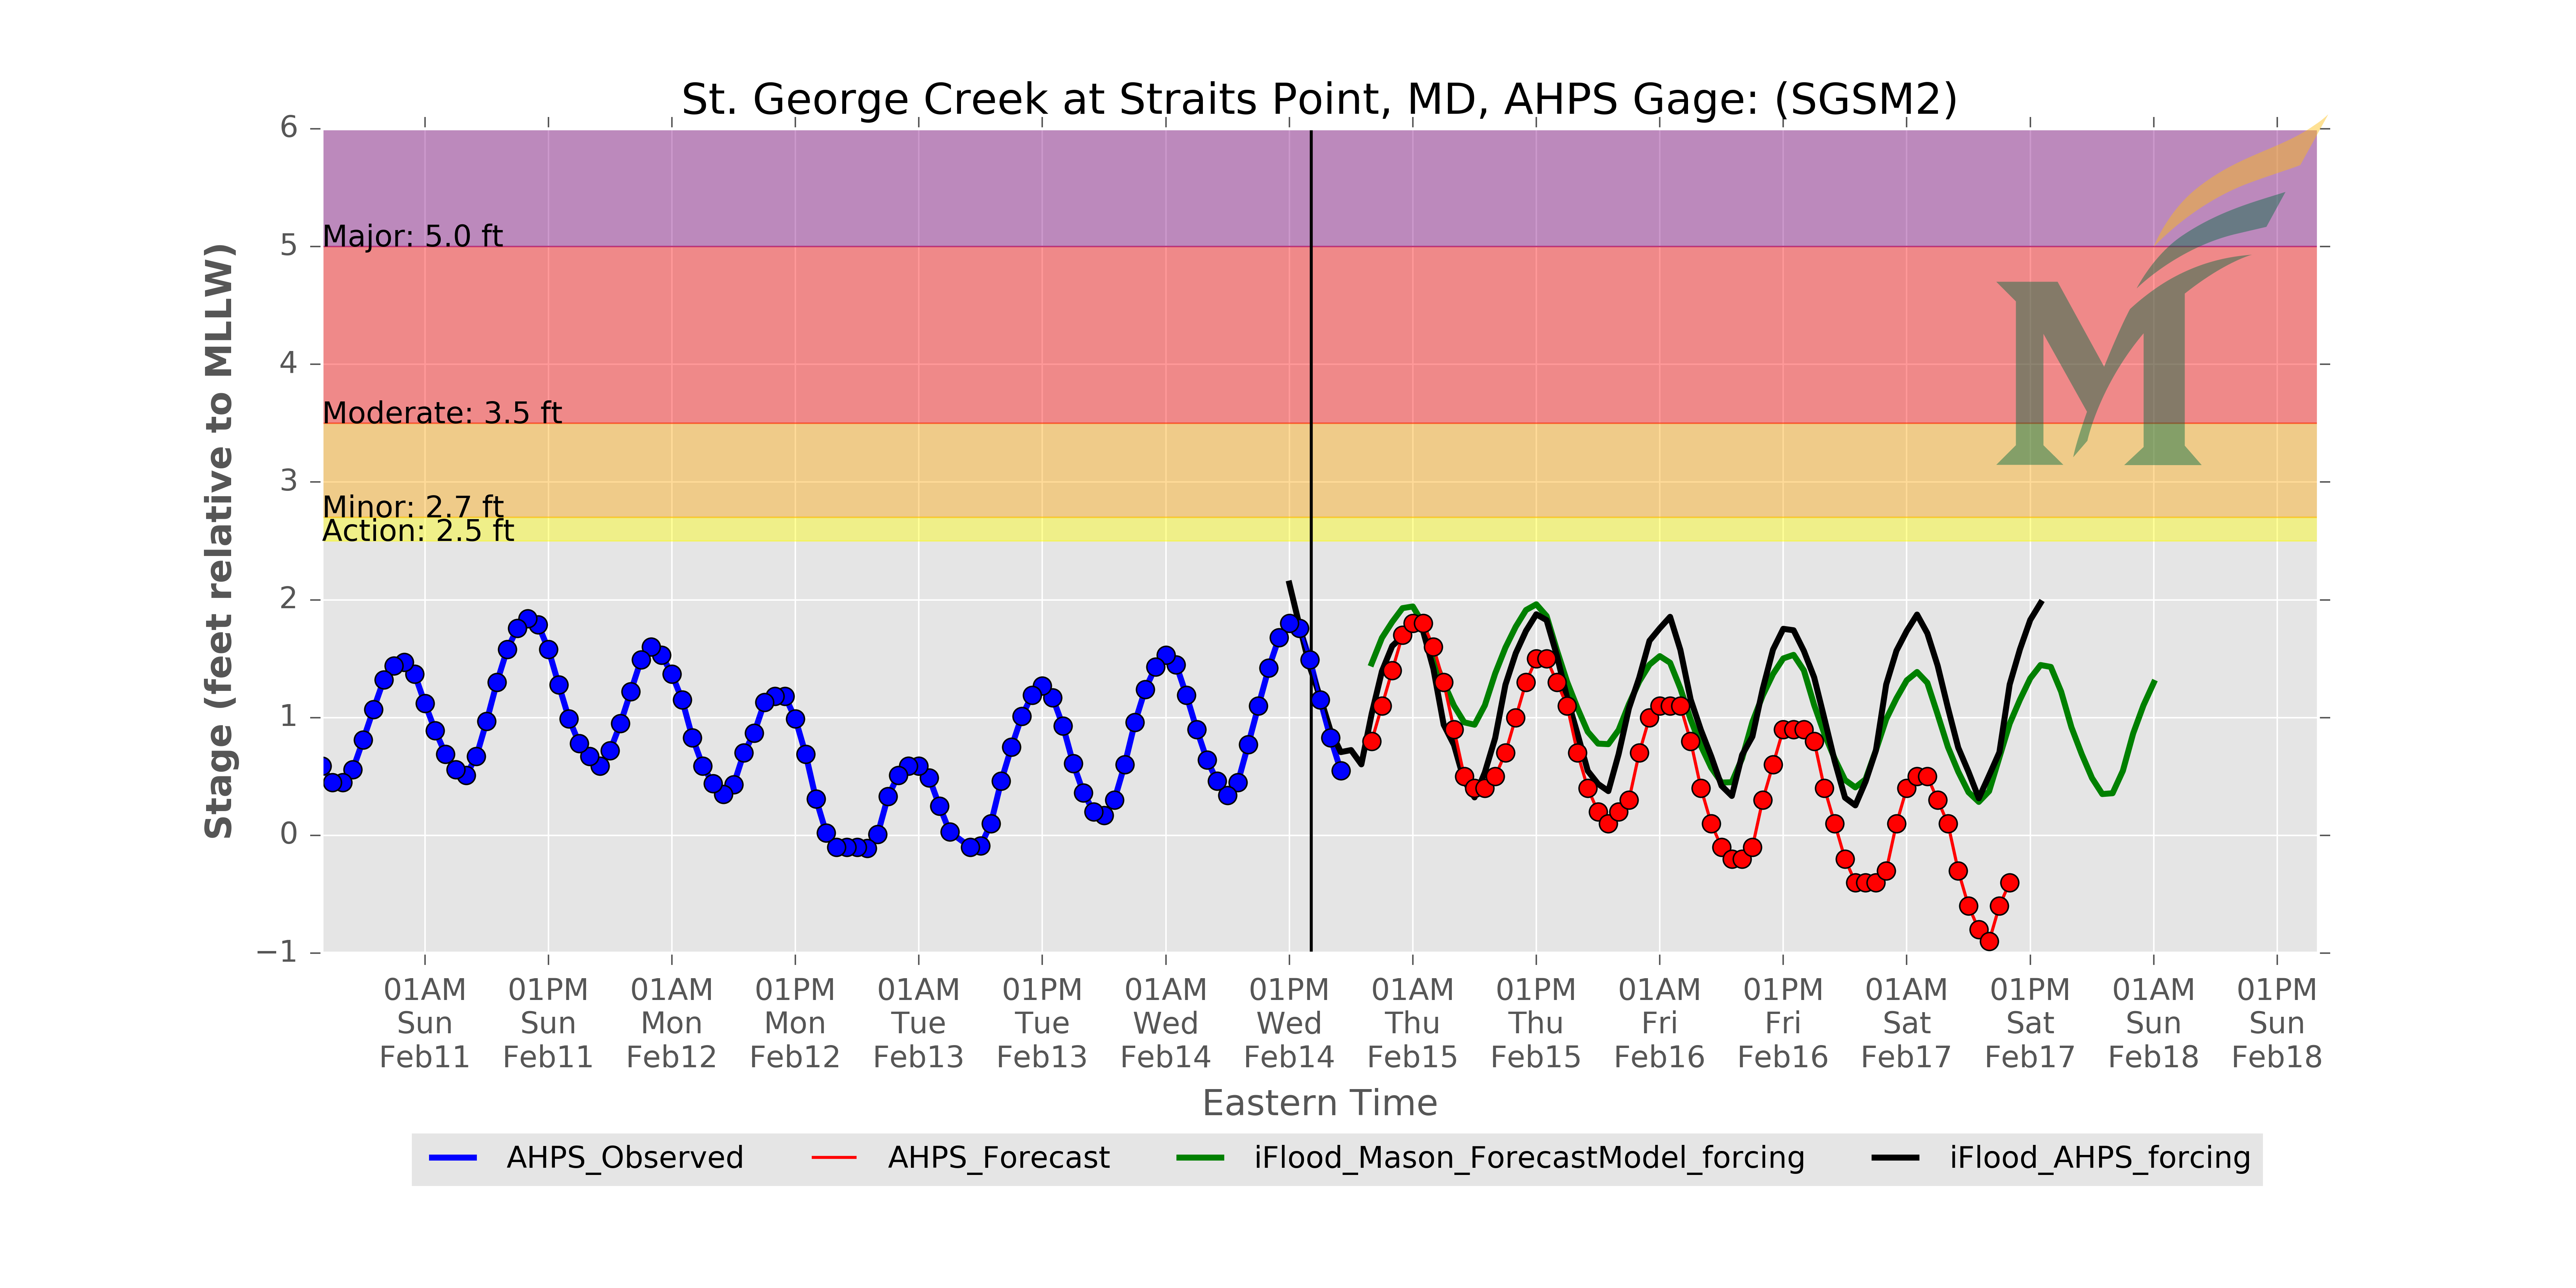 St. George Creek at Straits Point, MD, AHPS Gage: (SGSM2)
Stage (feet relative to MLLW)
6
5
4
3
2
1
0
−1
Major: 5.0 ft
Moderate: 3.5 ft
Minor: 2.7 ft
Action: 2.5 ft
M
01AM 01PM 01AM 01PM 01AM 01PM 01AM 01PM 01AM 01PM 01AM 01PM 01AM 01PM 01AM 01PM
Sun Sun Mon Mon Tue Tue Wed Wed Thu Thu Fri Fri Sat Sat Sun Sun
Feb11 Feb11 Feb12 Feb12 Feb13 Feb13 Feb14 Feb14 Feb15 Feb15 Feb16 Feb16 Feb17 Feb17 Feb18 Feb18
Eastern Time
AHPS_Observed AHPS_Forecast iFlood_Mason_ForecastModel_forcing iFlood_AHPS_forcing